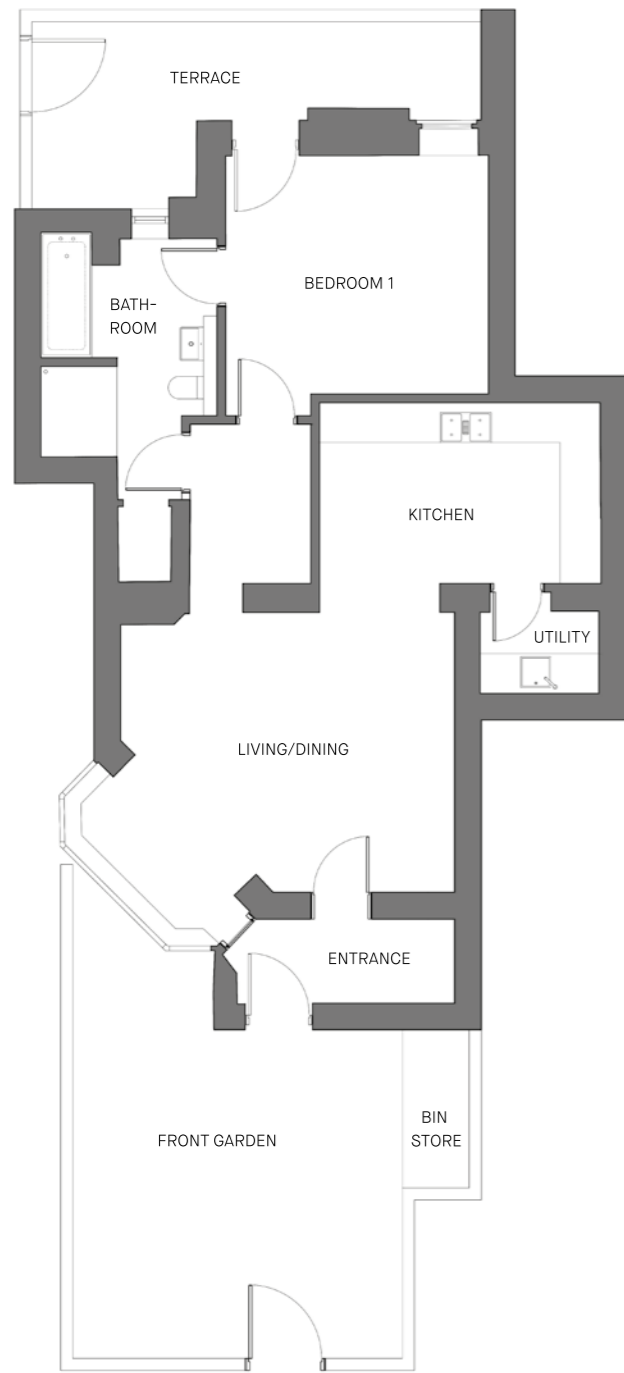 TERRACE
BEDROOM 1
BATH-
ROOM
KITCHEN
UTILITY
LIVING/DINING
ENTRANCE
FRONT GARDEN
BIN
STORE